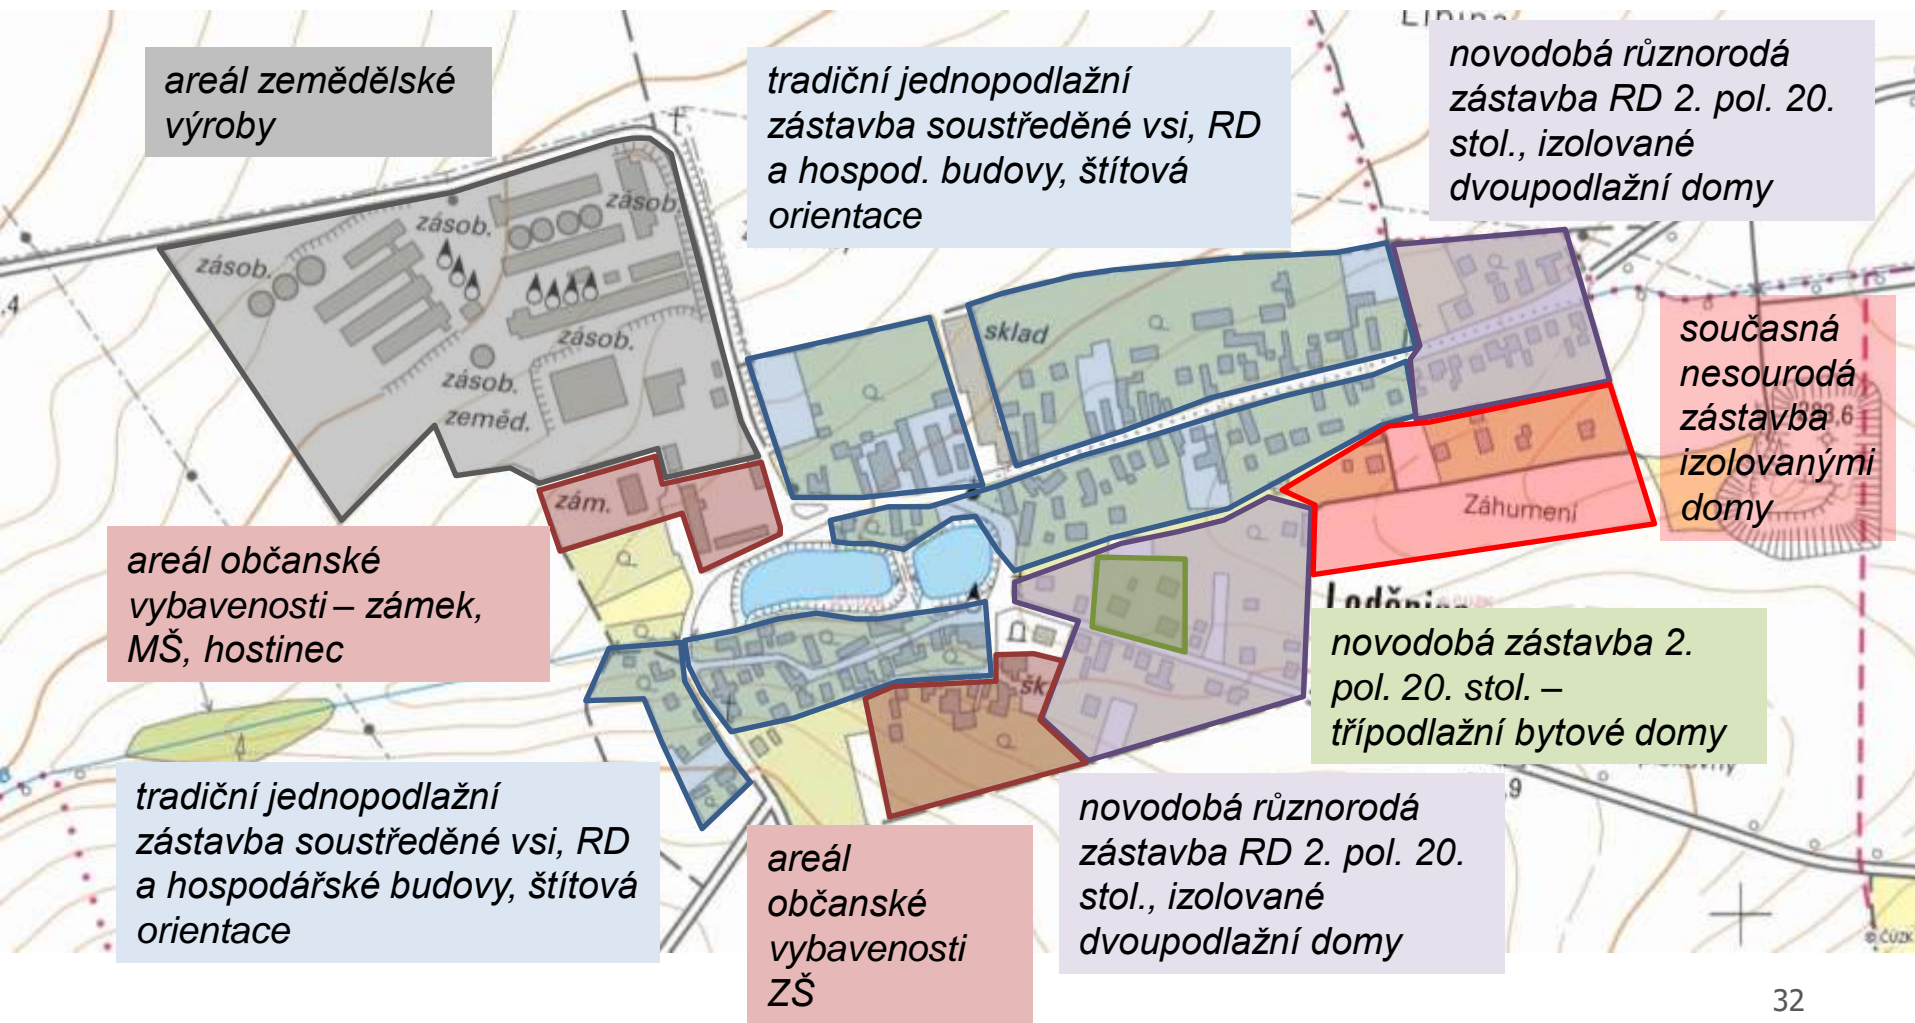 areál zemědělské
výroby
tradiční jednopodlažní
zástavba soustředěné vsi, RD
a hospod. budovy, štítová
orientace
novodobá různorodá
zástavba RD 2. pol. 20.
stol., izolované
dvoupodlažní domy
zásob.
zásob.
zásob.
zásob.
zásob.
zeměd.
sklad
současná
nesourodá
zástavba
izolovanými
domy
.4
zám.
Záhumení
areál občanské
vybavenosti – zámek,
MŠ, hostinec
novodobá zástavba 2.
pol. 20. stol. –
třípodlažní bytové domy
šk
tradiční jednopodlažní
zástavba soustředěné vsi, RD
a hospodářské budovy, štítová
orientace
areál
občanské
vybavenosti
ZŠ
novodobá různorodá
zástavba RD 2. pol. 20.
stol., izolované
dvoupodlažní domy
,9
© ČÚZK
32